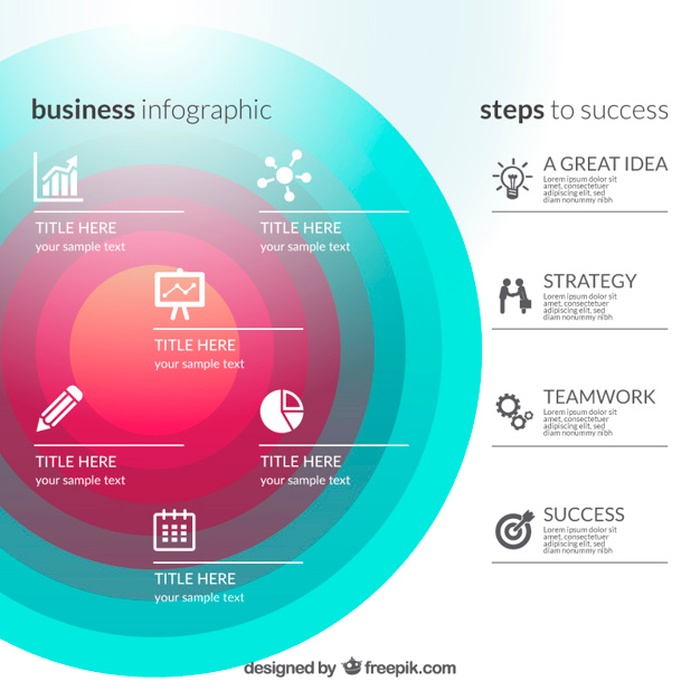 business infographic
TITLE HERE
your sample text
TITLE HERE
your sample text
TITLE HERE
your sample text
TITLE HERE
your sample text
TITLE HERE
your sample text
TITLE HERE
your sample text
steps to success
A GREAT IDEA
Lorem ipsum dolor sit
amet, consectetuer
adipiscing elit, sed
diam nonummy nibh
STRATEGY
Lorem ipsum dolor sit
amet, consectetuer
adipiscing elit, sed
diam nonummy nibh
TEAMWORK
Lorem ipsum dolor sit
amet, consectetuer
adipiscing elit, sed
diam nonummy nibh
SUCCESS
Lorem ipsum dolor sit
amet, consectetuer
adipiscing elit, sed
diam nonummy nibh
designed by freepik.com